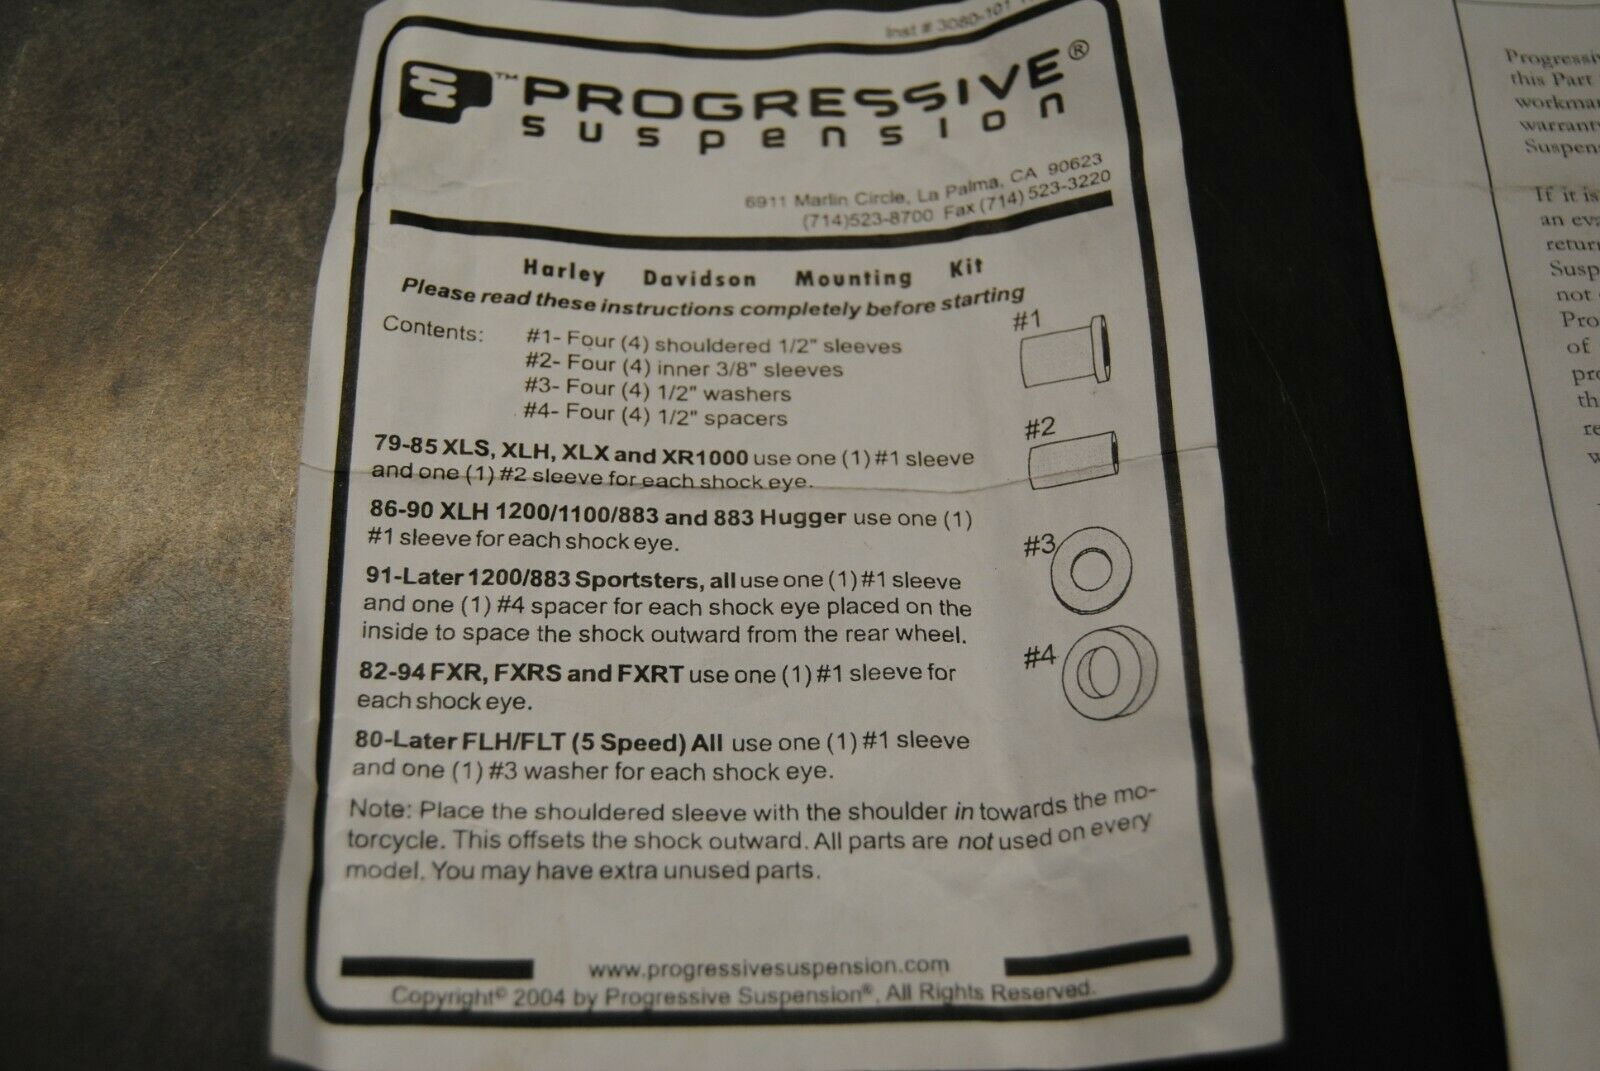 Inst # 3080-101
™ PROGRESSIVE®
suspension
6911 Marlin Circle, La Palma, CA 90623
(714)523-8700 Fax (714) 523-3220
Harley Davidson Mounting Kit
Please read these instructions completely before starting
Contents:
#1- Four (4) shouldered 1/2" sleeves
#2- Four (4) inner 3/8" sleeves
#3- Four (4) 1/2" washers
#4- Four (4) 1/2" spacers
#1
#2
#3
#4
79-85 XLS, XLH, XLX and XR1000 use one (1) #1 sleeve
and one (1) #2 sleeve for each shock eye.
86-90 XLH 1200/1100/883 and 883 Hugger use one (1)
#1 sleeve for each shock eye.
91-Later 1200/883 Sportsters, all use one (1) #1 sleeve
and one (1) #4 spacer for each shock eye placed on the
inside to space the shock outward from the rear wheel.
82-94 FXR, FXRS and FXRT use one (1) #1 sleeve for
each shock eye.
80-Later FLH/FLT (5 Speed) All use one (1) #1 sleeve
and one (1) #3 washer for each shock eye.
Note: Place the shouldered sleeve with the shoulder in towards the mo-
torcycle. This offsets the shock outward. All parts are not used on every
model. You may have extra unused parts.
www.progressivesuspension.com
Copyright© 2004 by Progressive Suspension®, All Rights Reserved.
this Part
If it is
an
not
of